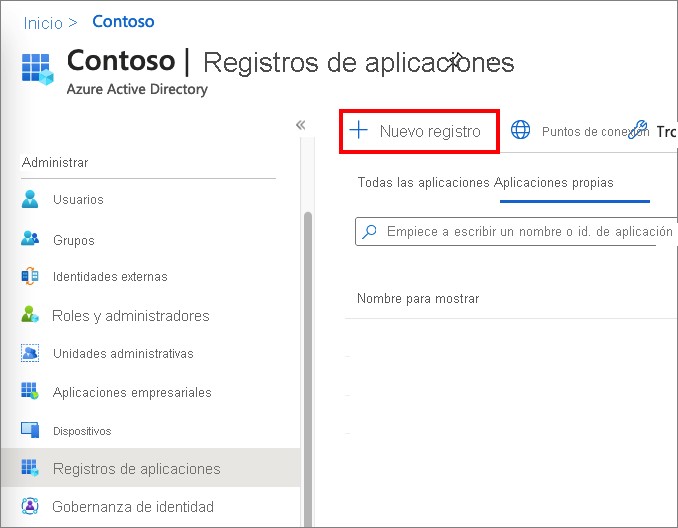 Inicio > Contoso
Contoso | Registros de aplicaciones
Azure Active Directory
«
Nuevo registro Puntos de conexión
Administrar
Todas las aplicaciones Aplicaciones propias
Usuarios
Empiece a escribir un nombre o id. de aplicación
Grupos
Identidades externas
Nombre para mostrar
Roles y administradores
Unidades administrativas
Aplicaciones empresariales
Dispositivos
Registros de aplicaciones
Gobernanza de identidad